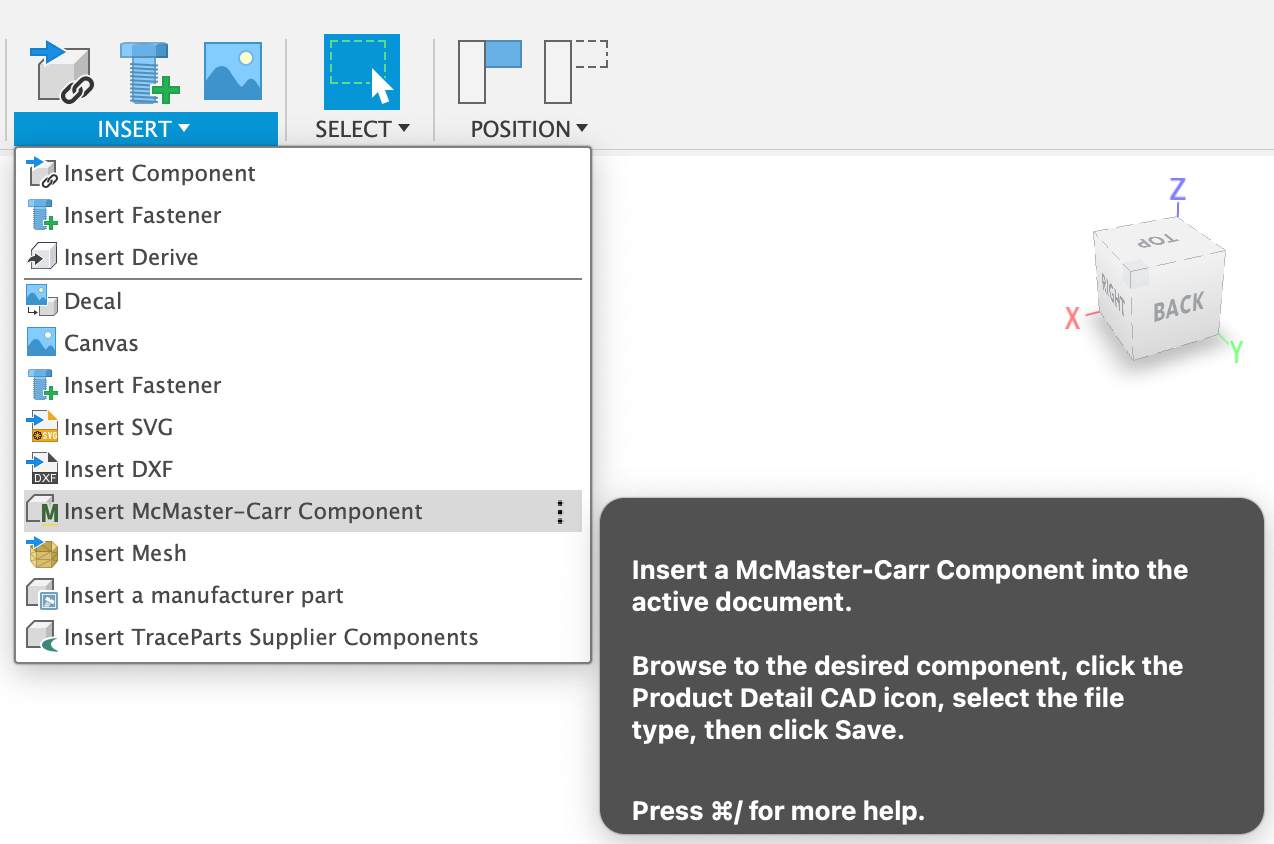 INSERT
SELECT
POSITION
Insert Component
Insert Fastener
Insert Derive
Decal
Canvas
Insert Fastener
SVG
Insert SVG
DXF
Insert DXF
M
Insert McMaster-Carr Component
Insert Mesh
Insert a manufacturer part
Insert TraceParts Supplier Components
Z
TOP
RIGHT
BACK
X
Y
Insert a McMaster-Carr Component into the
active document.
Browse to the desired component, click the
Product Detail CAD icon, select the file
type, then click Save.
Press ⌘/ for more help.